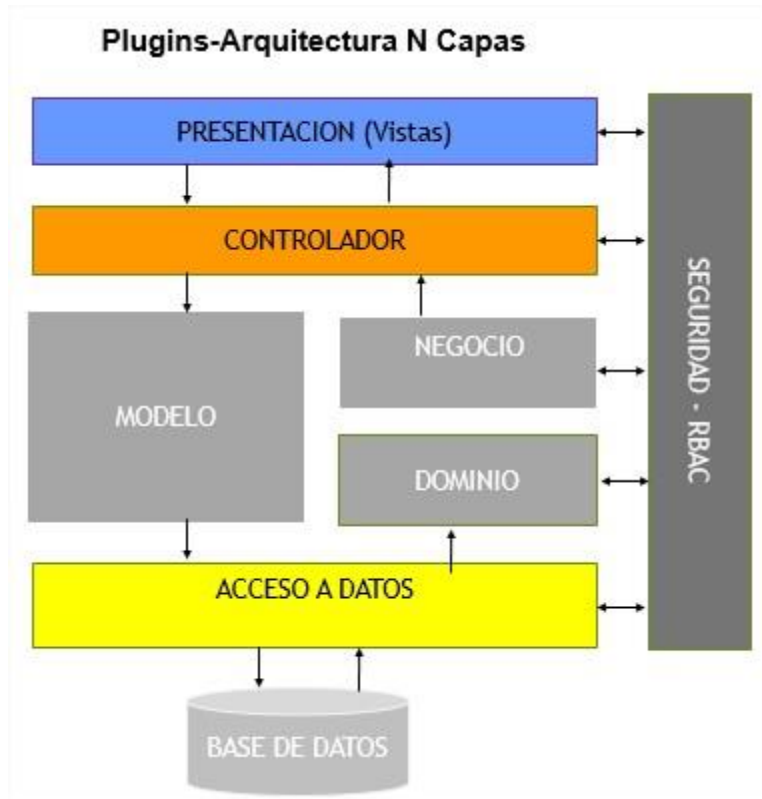 Plugins-Arquitectura N Capas
PRESENTACION (Vistas)
CONTROLADOR
NEGOCIO
MODELO
DOMINIO
ACCESO A DATOS
BASE DE DATOS
SEGURIDAD - RBAC